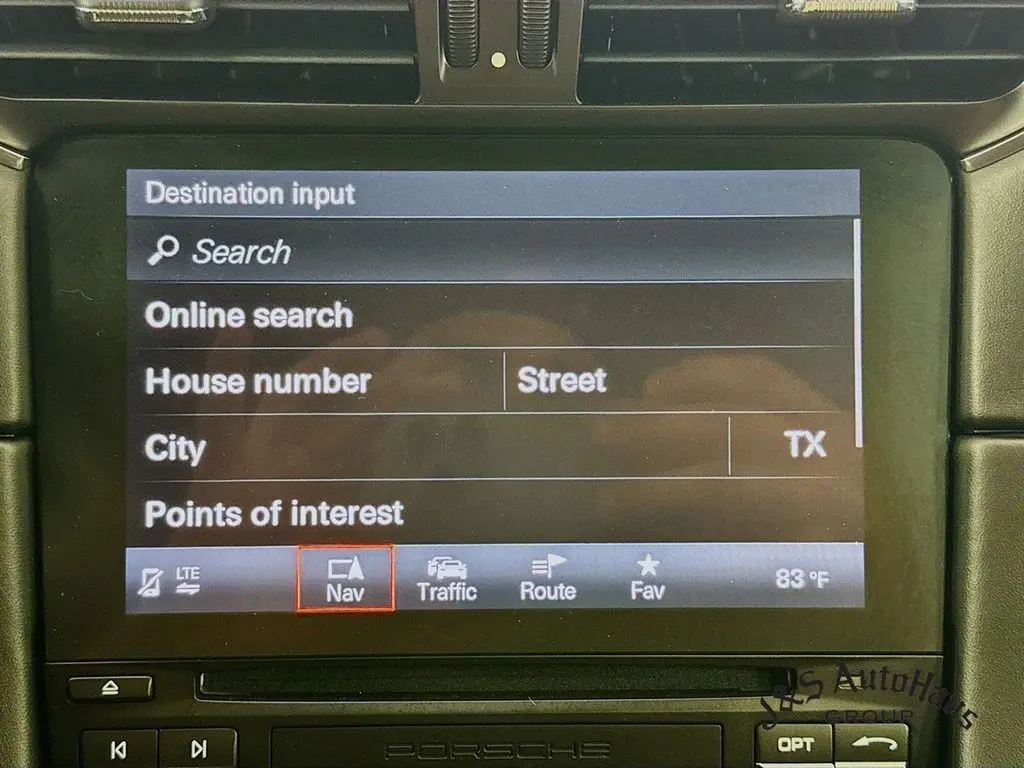 Destination input
Search
Online search
House number Street
City TX
Points of interest
LTE Nav Traffic Route Fav 83 °F
J&S AutoHaus
GROUP
PORSCHE OPT